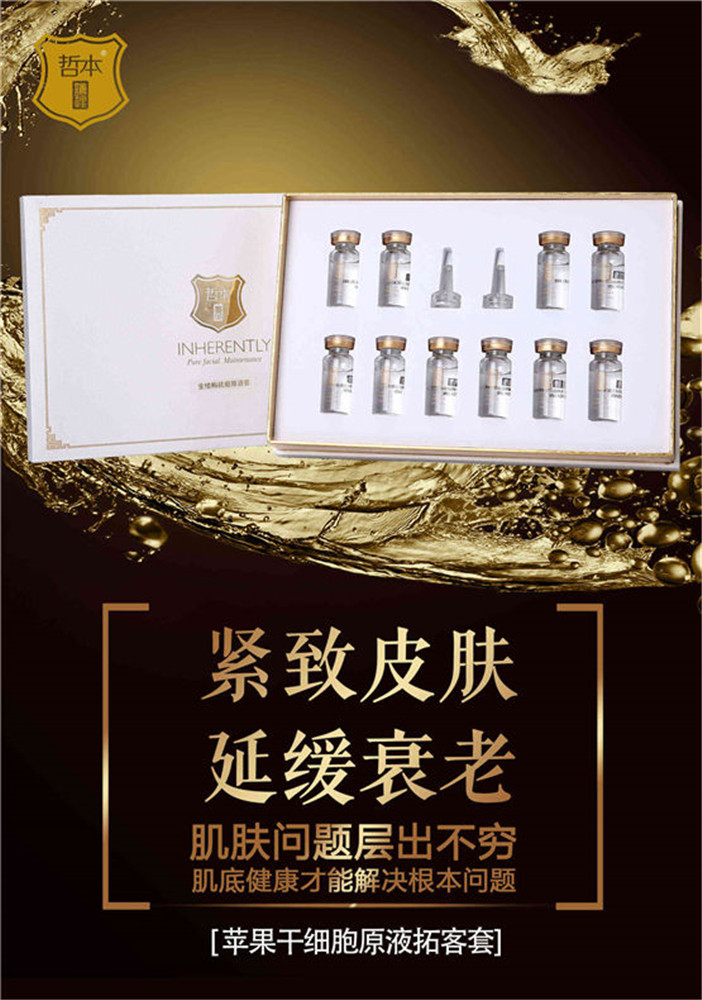 哲本
哲本
INHERENTLY
Pure facial Maintenance
紧致皮肤
延缓衰老
肌肤问题层出不穷
肌底健康才能解决根本问题
[苹果干细胞原液拓客套]